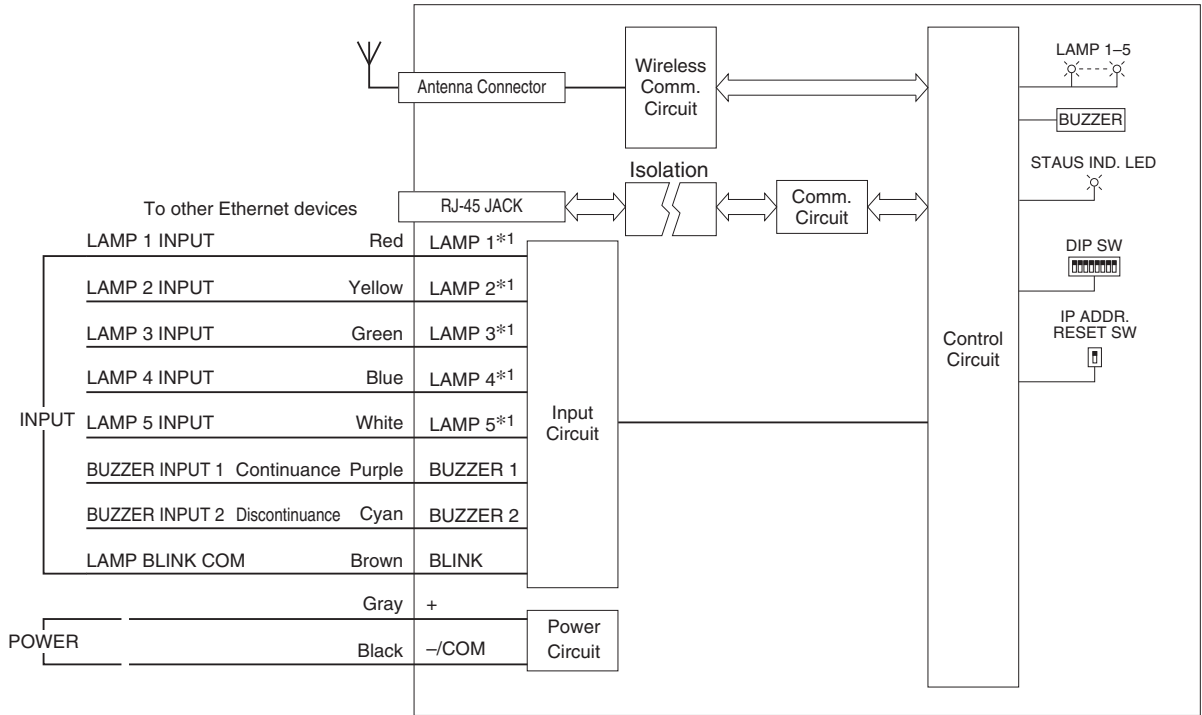 LAMP 1–5
Wireless
Comm.
Circuit
Antenna Connector
BUZZER
STAUS IND. LED
Isolation
Comm.
Circuit
RJ-45 JACK
To other Ethernet devices
LAMP 1 INPUT Red LAMP 1*1
DIP SW
LAMP 2 INPUT Yellow LAMP 2*1
IP ADDR.
RESET SW
LAMP 3 INPUT Green LAMP 3*1
Control
Circuit
LAMP 4 INPUT Blue LAMP 4*1
INPUT
LAMP 5 INPUT White LAMP 5*1
Input
Circuit
BUZZER INPUT 1 Continuance Purple BUZZER 1
BUZZER INPUT 2 Discontinuance Cyan BUZZER 2
LAMP BLINK COM Brown BLINK
Gray +
POWER
Black –/COM
Power
Circuit